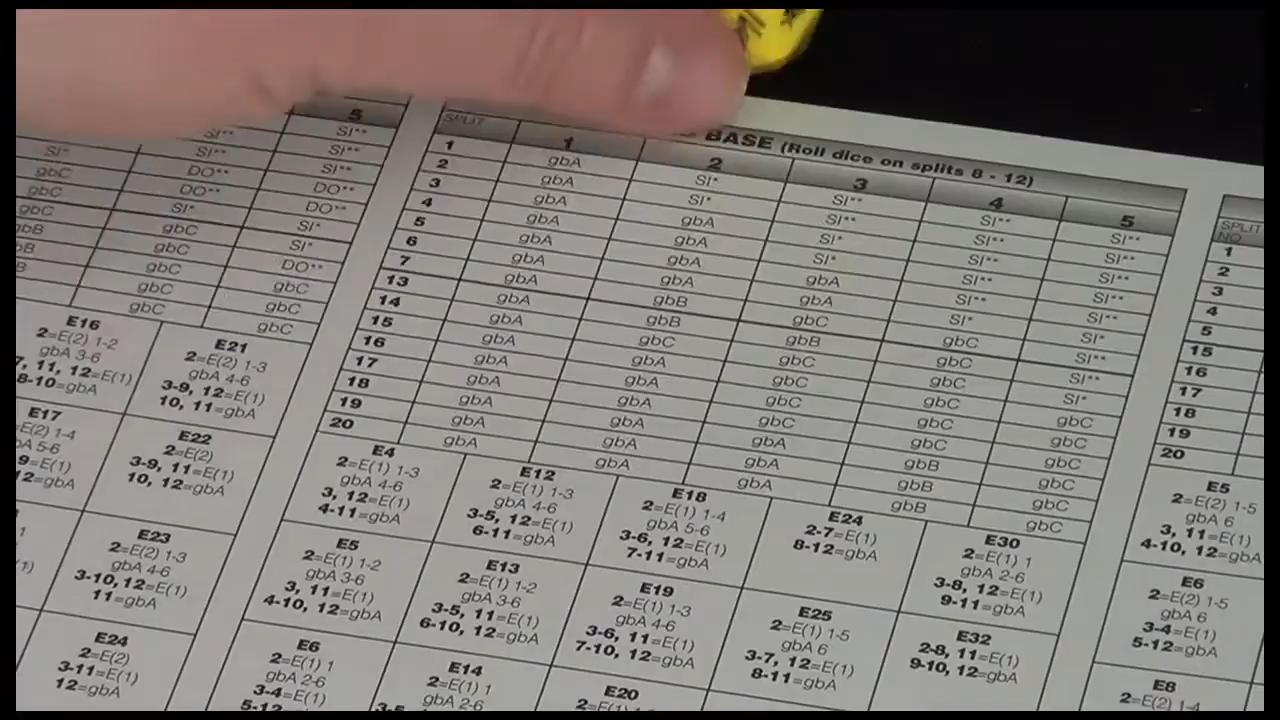 5
SI** SI**
SI* SI** SI**
gbC DO** SI**
gbC DO** DO**
gbC SI* DO**
gbC SI*
gbC DO**
gbC gbC
gbC gbC
gbC gbC
E16
2=E(2) 1-2
gbA 3-6
7, 11, 12=E(1)
8-10=gbA
E21
2=E(2) 1-3
gbA 4-6
3-9, 12=E(1)
10, 11=gbA
E17
=E(2) 1-4
5-6
9=E(1)
12=gbA
E22
2=E(2)
3-9, 11=E(1)
10, 12=gbA
E23
2=E(2) 1-3
gbA 4-6
3-10, 12=E(1)
11=gbA
E24
2=E(2)
3-11=E(1)
12=gbA
BASE (Roll dice on splits 8 - 12)
SPLIT 1 2 3 4 5
1 gbA SI* SI** SI** SI**
2 gbA SI* SI** SI** SI**
3 gbA gbA SI* SI** SI**
4 gbA gbA SI* SI** SI**
5 gbA gbA gbA SI** SI**
6 gbA gbA gbA SI* SI*
7 gbA gbB gbC gbC SI**
13 gbA gbB gbB gbC SI**
14 gbA gbC gbC gbC SI*
15 gbA gbA gbC gbC gbC
16 gbA gbA gbC gbC gbC
17 gbA gbA gbA gbC gbC
18 gbA gbA gbA gbB gbC
19 gbA gbA gbA gbB gbC
20 gbA gbA gbA gbB gbC
E4
2=E(1) 1-3
gbA 4-6
3, 12=E(1)
4-11=gbA
E12
2=E(1) 1-3
gbA 4-6
3-5, 12=E(1)
6-11=gbA
E18
2=E(1) 1-4
gbA 5-6
3-6, 12=E(1)
7-11=gbA
E24
2-7=E(1)
8-12=gbA
E30
2=E(1) 1
gbA 2-6
3-8, 12=E(1)
9-11=gbA
E5
2=E(1) 1-2
gbA 3-6
3, 11=E(1)
4-10, 12=gbA
E13
2=E(1) 1-2
gbA 3-6
3-5, 11=E(1)
6-10, 12=gbA
E19
2=E(1) 1-3
gbA 4-6
3-6, 11=E(1)
7-10, 12=gbA
E25
2=E(1) 1-5
gbA 6
3-7, 12=E(1)
8-11=gbA
E32
2-8, 11=E(1)
9-10, 12=gbA
E6
2=E(1) 1
gbA 2-6
3-4=E(1)
5-12=gbA
E14
2=E(1) 1
gbA 2-6
E20
2=E(1) 1-2
SPLIT
NO
1
2
3
4
5
15
16
17
18
19
20
E5
2=E(2) 1-5
gbA 6
3, 11=E(1)
4-10, 12=gbA
E6
2=E(2) 1-5
gbA 6
3-4=E(1)
5-12=gbA
E8
2=E(2) 1-4